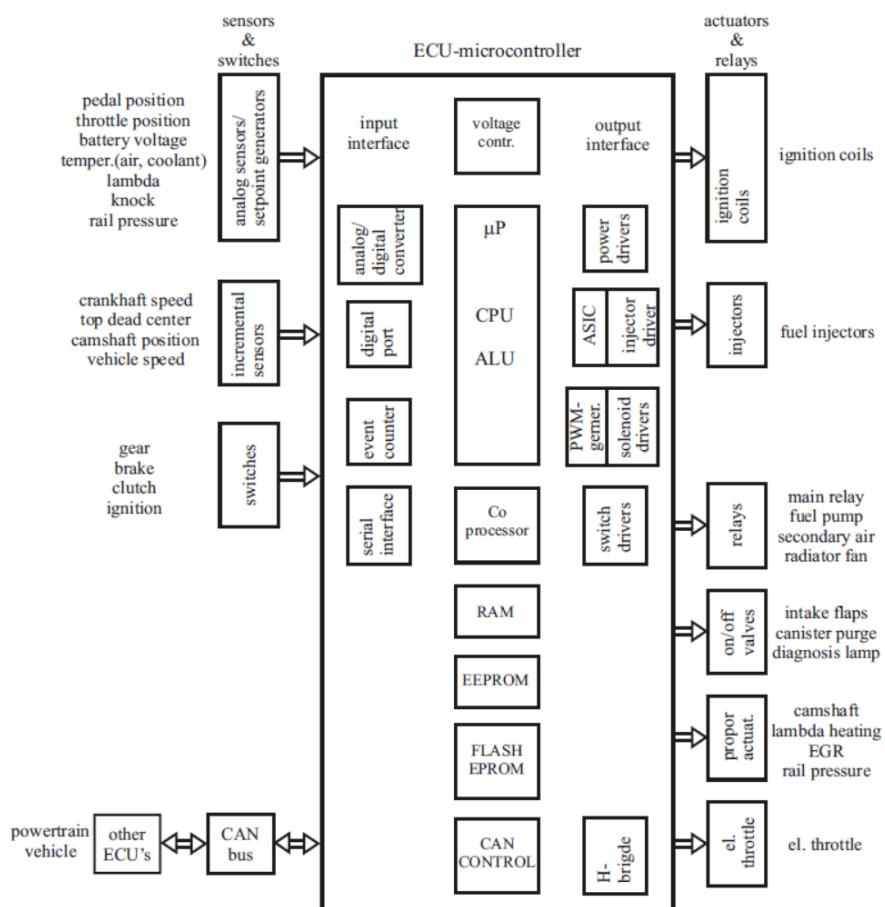 sensors
&
switches
ECU-microcontroller
actuators
&
relays
pedal position
throttle position
battery voltage
temper.(air, coolant)
lambda
knock
rail pressure
analog sensors/
setpoint generators
input
interface
voltage
contr.
output
interface
ignition
coils
ignition coils
analog/
digital
converter
µP
CPU
ALU
power
drivers
crankhaft speed
top dead center
camshaft position
vehicle speed
incremental
sensors
digital
port
ASIC
injector
driver
injectors
fuel injectors
gear
brake
clutch
ignition
switches
event
counter
PWM-
gerner.
solenoid
drivers
serial
interface
Co
processor
switch
drivers
relays
main relay
fuel pump
secondary air
radiator fan
RAM
on/off
valves
intake flaps
canister purge
diagnosis lamp
EEPROM
FLASH
EPROM
propor
actuat.
camshaft
lambda heating
EGR
rail pressure
powertrain
vehicle
other
ECU's
CAN
bus
CAN
CONTROL
H-
brigde
el.
throttle
el. throttle